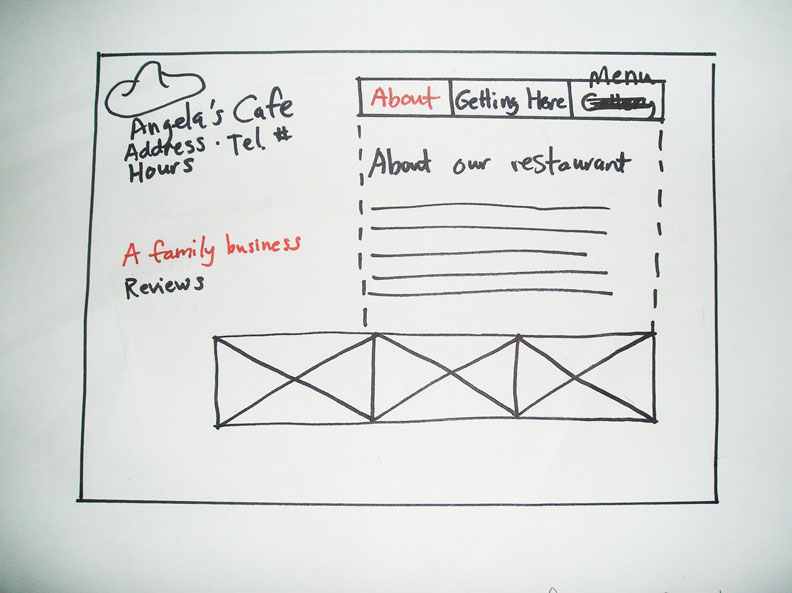 Angela's Cafe
Address · Tel. #
Hours
A family business
Reviews
About
Getting Here
Menu
About our restaurant